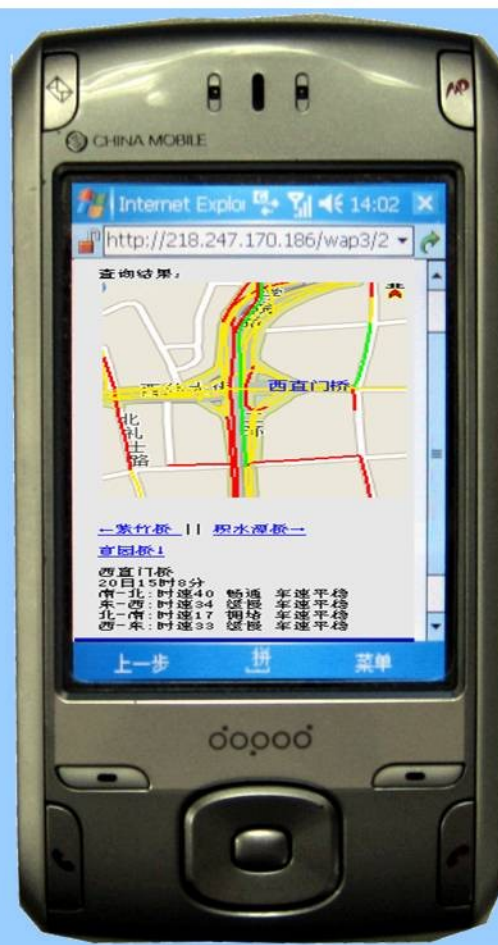 CHINA MOBILE
Internet Explor 14:02
http://218.247.170.186/wap3/2
查询结果:
北
西直门桥
北礼士路
←紫竹桥 || 积水潭桥→
官园桥↓
西直门桥
20日15时8分
南-北:时速40 畅通 车速平稳
东-西:时速34 缓慢 车速平稳
北-南:时速17 拥堵 车速平稳
西-东:时速33 缓慢 车速平稳
上一步 拼 菜单
dopod